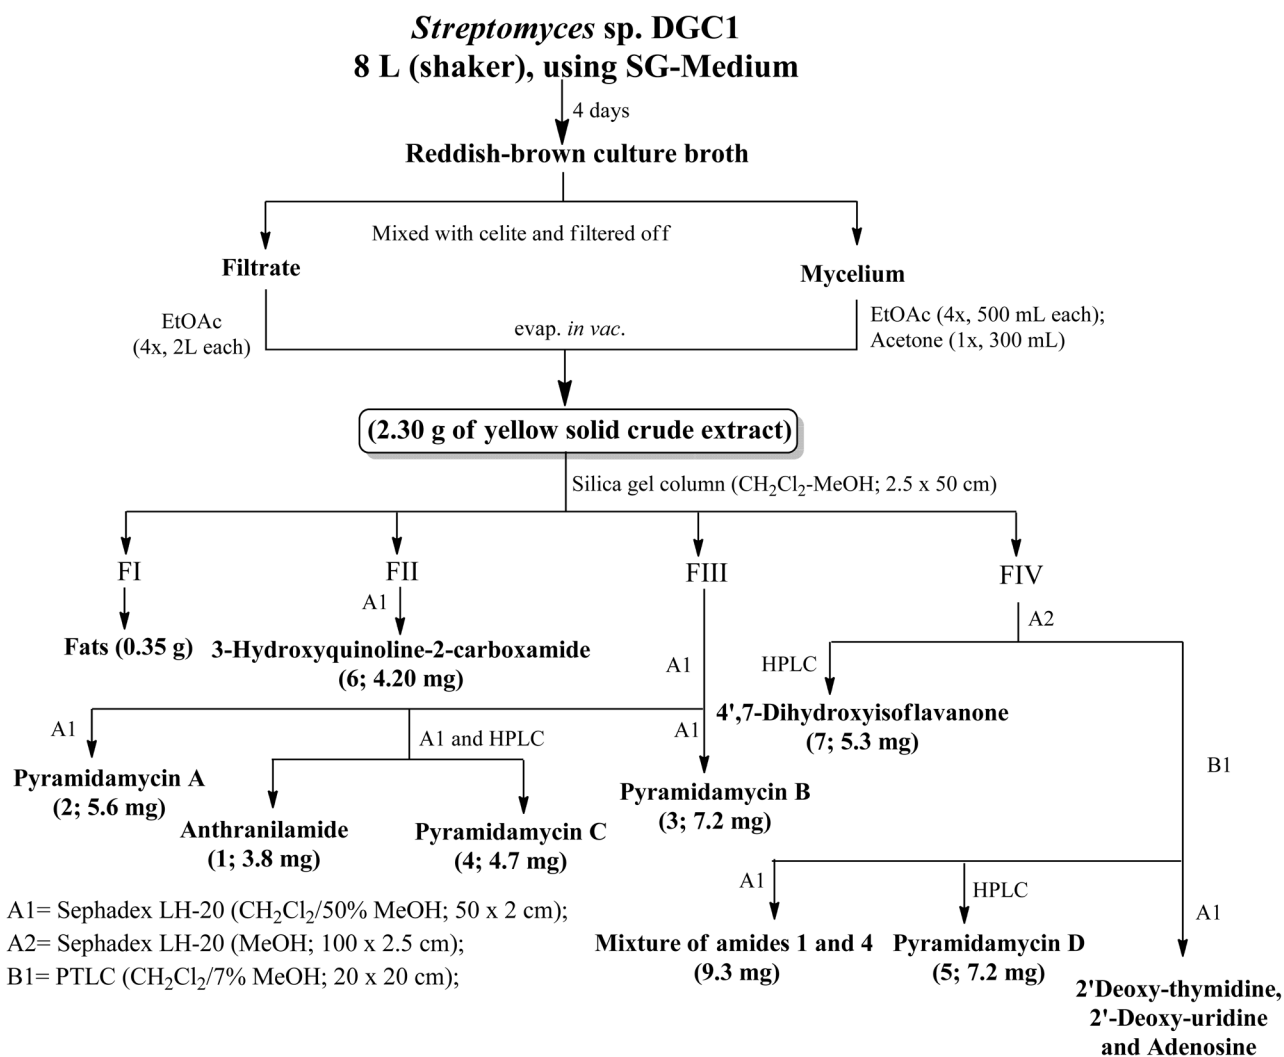 Streptomyces sp. DGC1
8 L (shaker), using SG-Medium
4 days
Reddish-brown culture broth
Mixed with celite and filtered off
Filtrate
Mycelium
EtOAc
(4x, 2L each)
evap. in vac.
EtOAc (4x, 500 mL each);
Acetone (1x, 300 mL)
(2.30 g of yellow solid crude extract)
Silica gel column (CH2Cl2-MeOH; 2.5 x 50 cm)
FI
FII
FIII
FIV
A1
A2
Fats (0.35 g)
3-Hydroxyquinoline-2-carboxamide
(6; 4.20 mg)
A1
HPLC
4',7-Dihydroxyisoflavanone
(7; 5.3 mg)
A1
A1 and HPLC
A1
B1
Pyramidamycin A
(2; 5.6 mg)
Pyramidamycin B
(3; 7.2 mg)
Anthranilamide
(1; 3.8 mg)
Pyramidamycin C
(4; 4.7 mg)
A1
HPLC
A1
A1= Sephadex LH-20 (CH2Cl2/50% MeOH; 50 x 2 cm);
A2= Sephadex LH-20 (MeOH; 100 x 2.5 cm);
B1= PTLC (CH2Cl2/7% MeOH; 20 x 20 cm);
Mixture of amides 1 and 4
(9.3 mg)
Pyramidamycin D
(5; 7.2 mg)
2'Deoxy-thymidine,
2'-Deoxy-uridine
and Adenosine